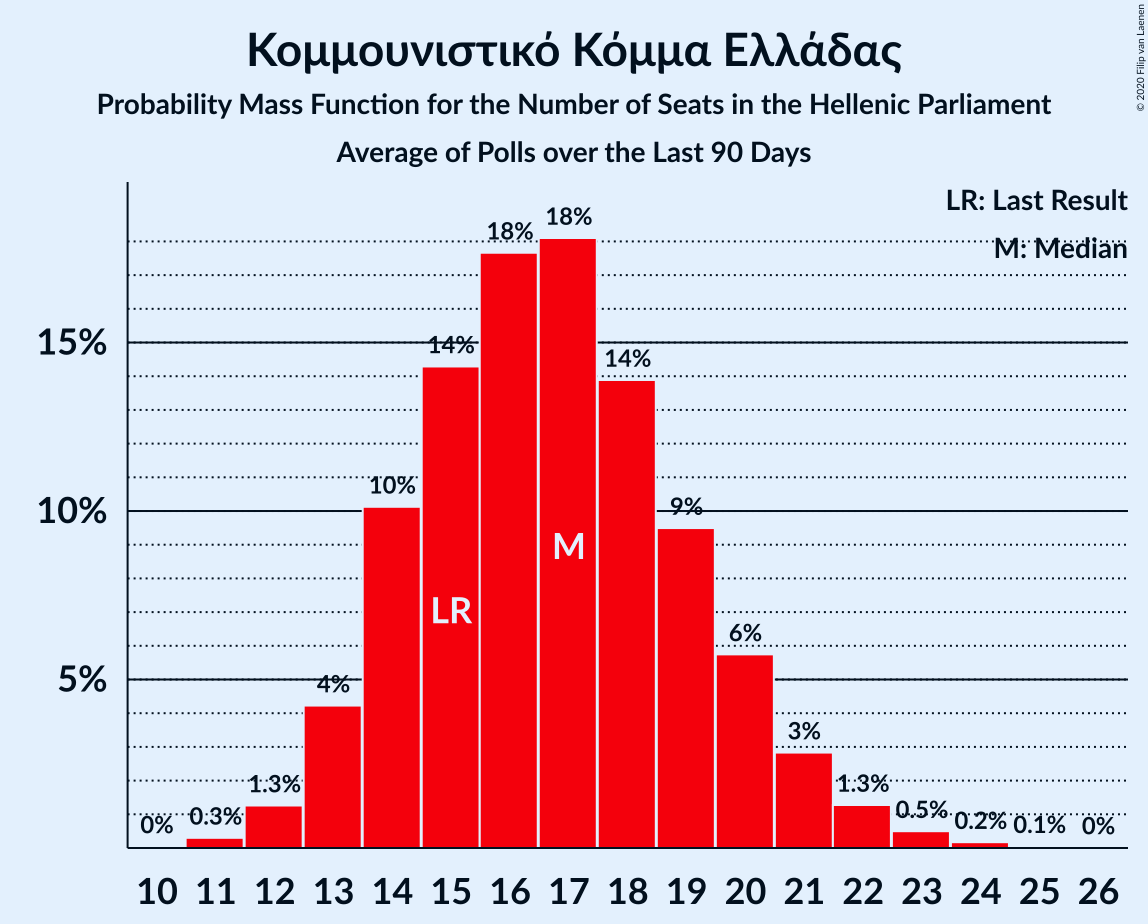 Κομμουνιστικό Κόμμα Ελλάδας
Probability Mass Function for the Number of Seats in the Hellenic Parliament
Average of Polls over the Last 90 Days
© 2020 Filip van Laenen
LR: Last Result
M: Median
15%
10%
5%
0%
0.3%
1.3%
4%
10%
14%
18%
18%
14%
9%
6%
3%
1.3%
0.5%
0.2%
0.1%
0%
LR
M
10 11 12 13 14 15 16 17 18 19 20 21 22 23 24 25 26